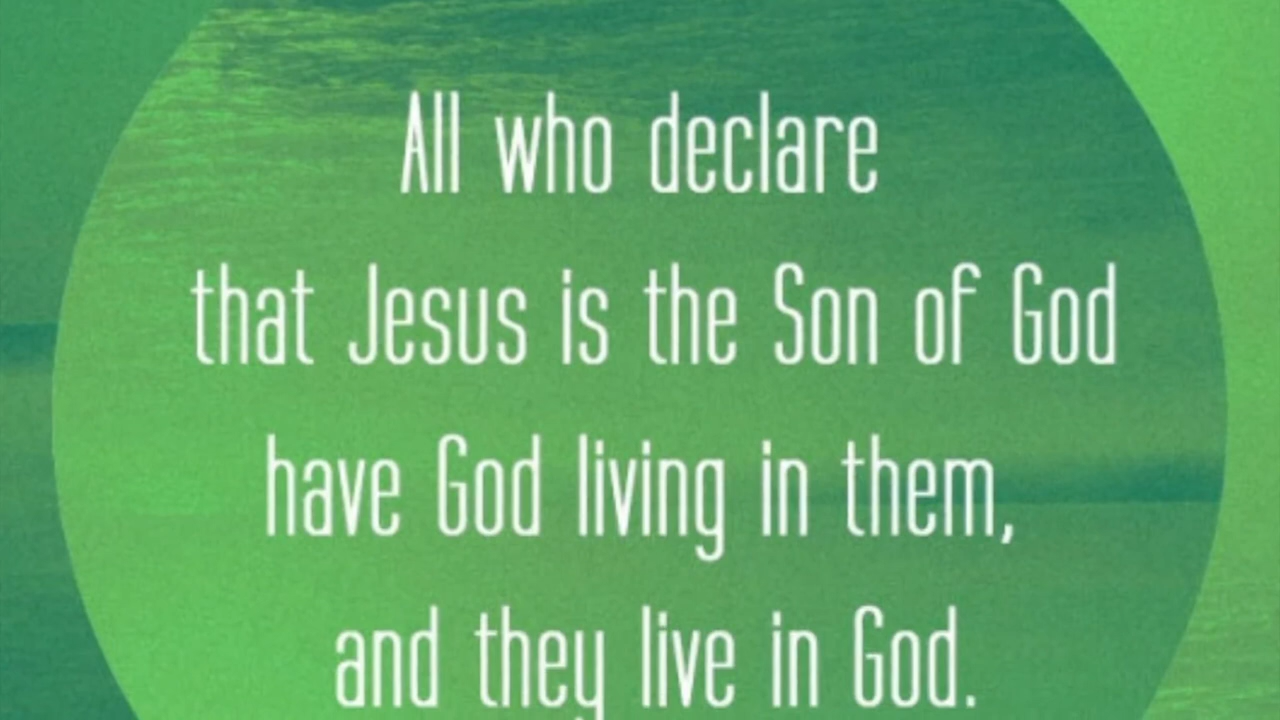 All who declare
that Jesus is the Son of God
have God living in them,
and they live in God.